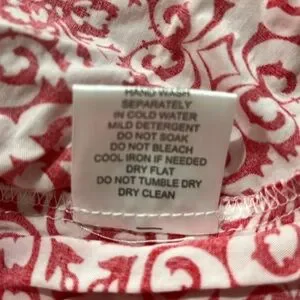 HAND WASH
SEPARATELY
IN COLD WATER
MILD DETERGENT
DO NOT SOAK
DO NOT BLEACH
COOL IRON IF NEEDED
DRY FLAT
DO NOT TUMBLE DRY
DRY CLEAN